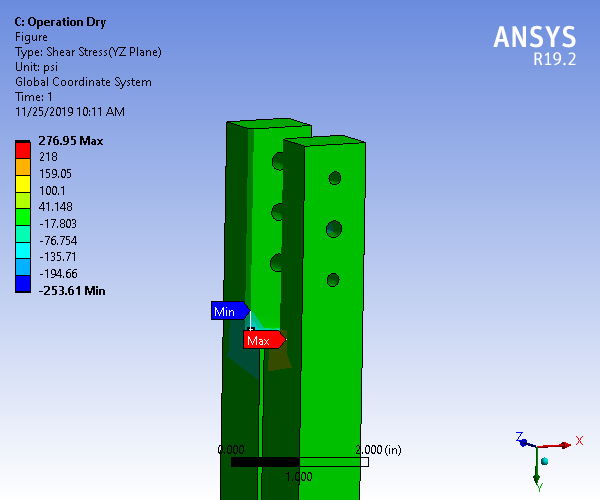 C: Operation Dry
Figure
Type: Shear Stress(YZ Plane)
Unit: psi
Global Coordinate System
Time: 1
11/25/2019 10:11 AM
ANSYS
R19.2
276.95 Max
218
159.05
100.1
41.148
-17.803
-76.754
-135.71
-194.66
-253.61 Min
Min
Max
0.000
2.000 (in)
1.000
Z
X
Y